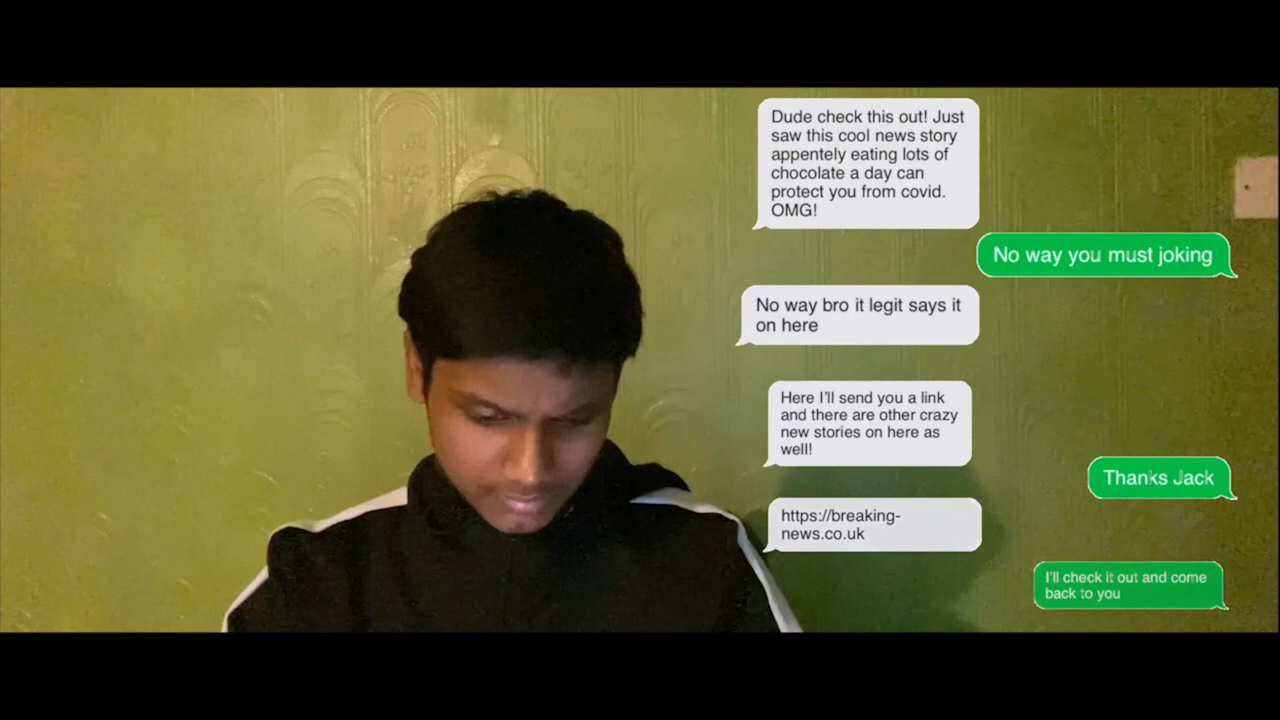 Dude check this out! Just
saw this cool news story
appentely eating lots of
chocolate a day can
protect you from covid.
OMG!
No way you must joking
No way bro it legit says it
on here
Here I'll send you a link
and there are other crazy
new stories on here as
well!
Thanks Jack
https://breaking-
news.co.uk
I'll check it out and come
back to you